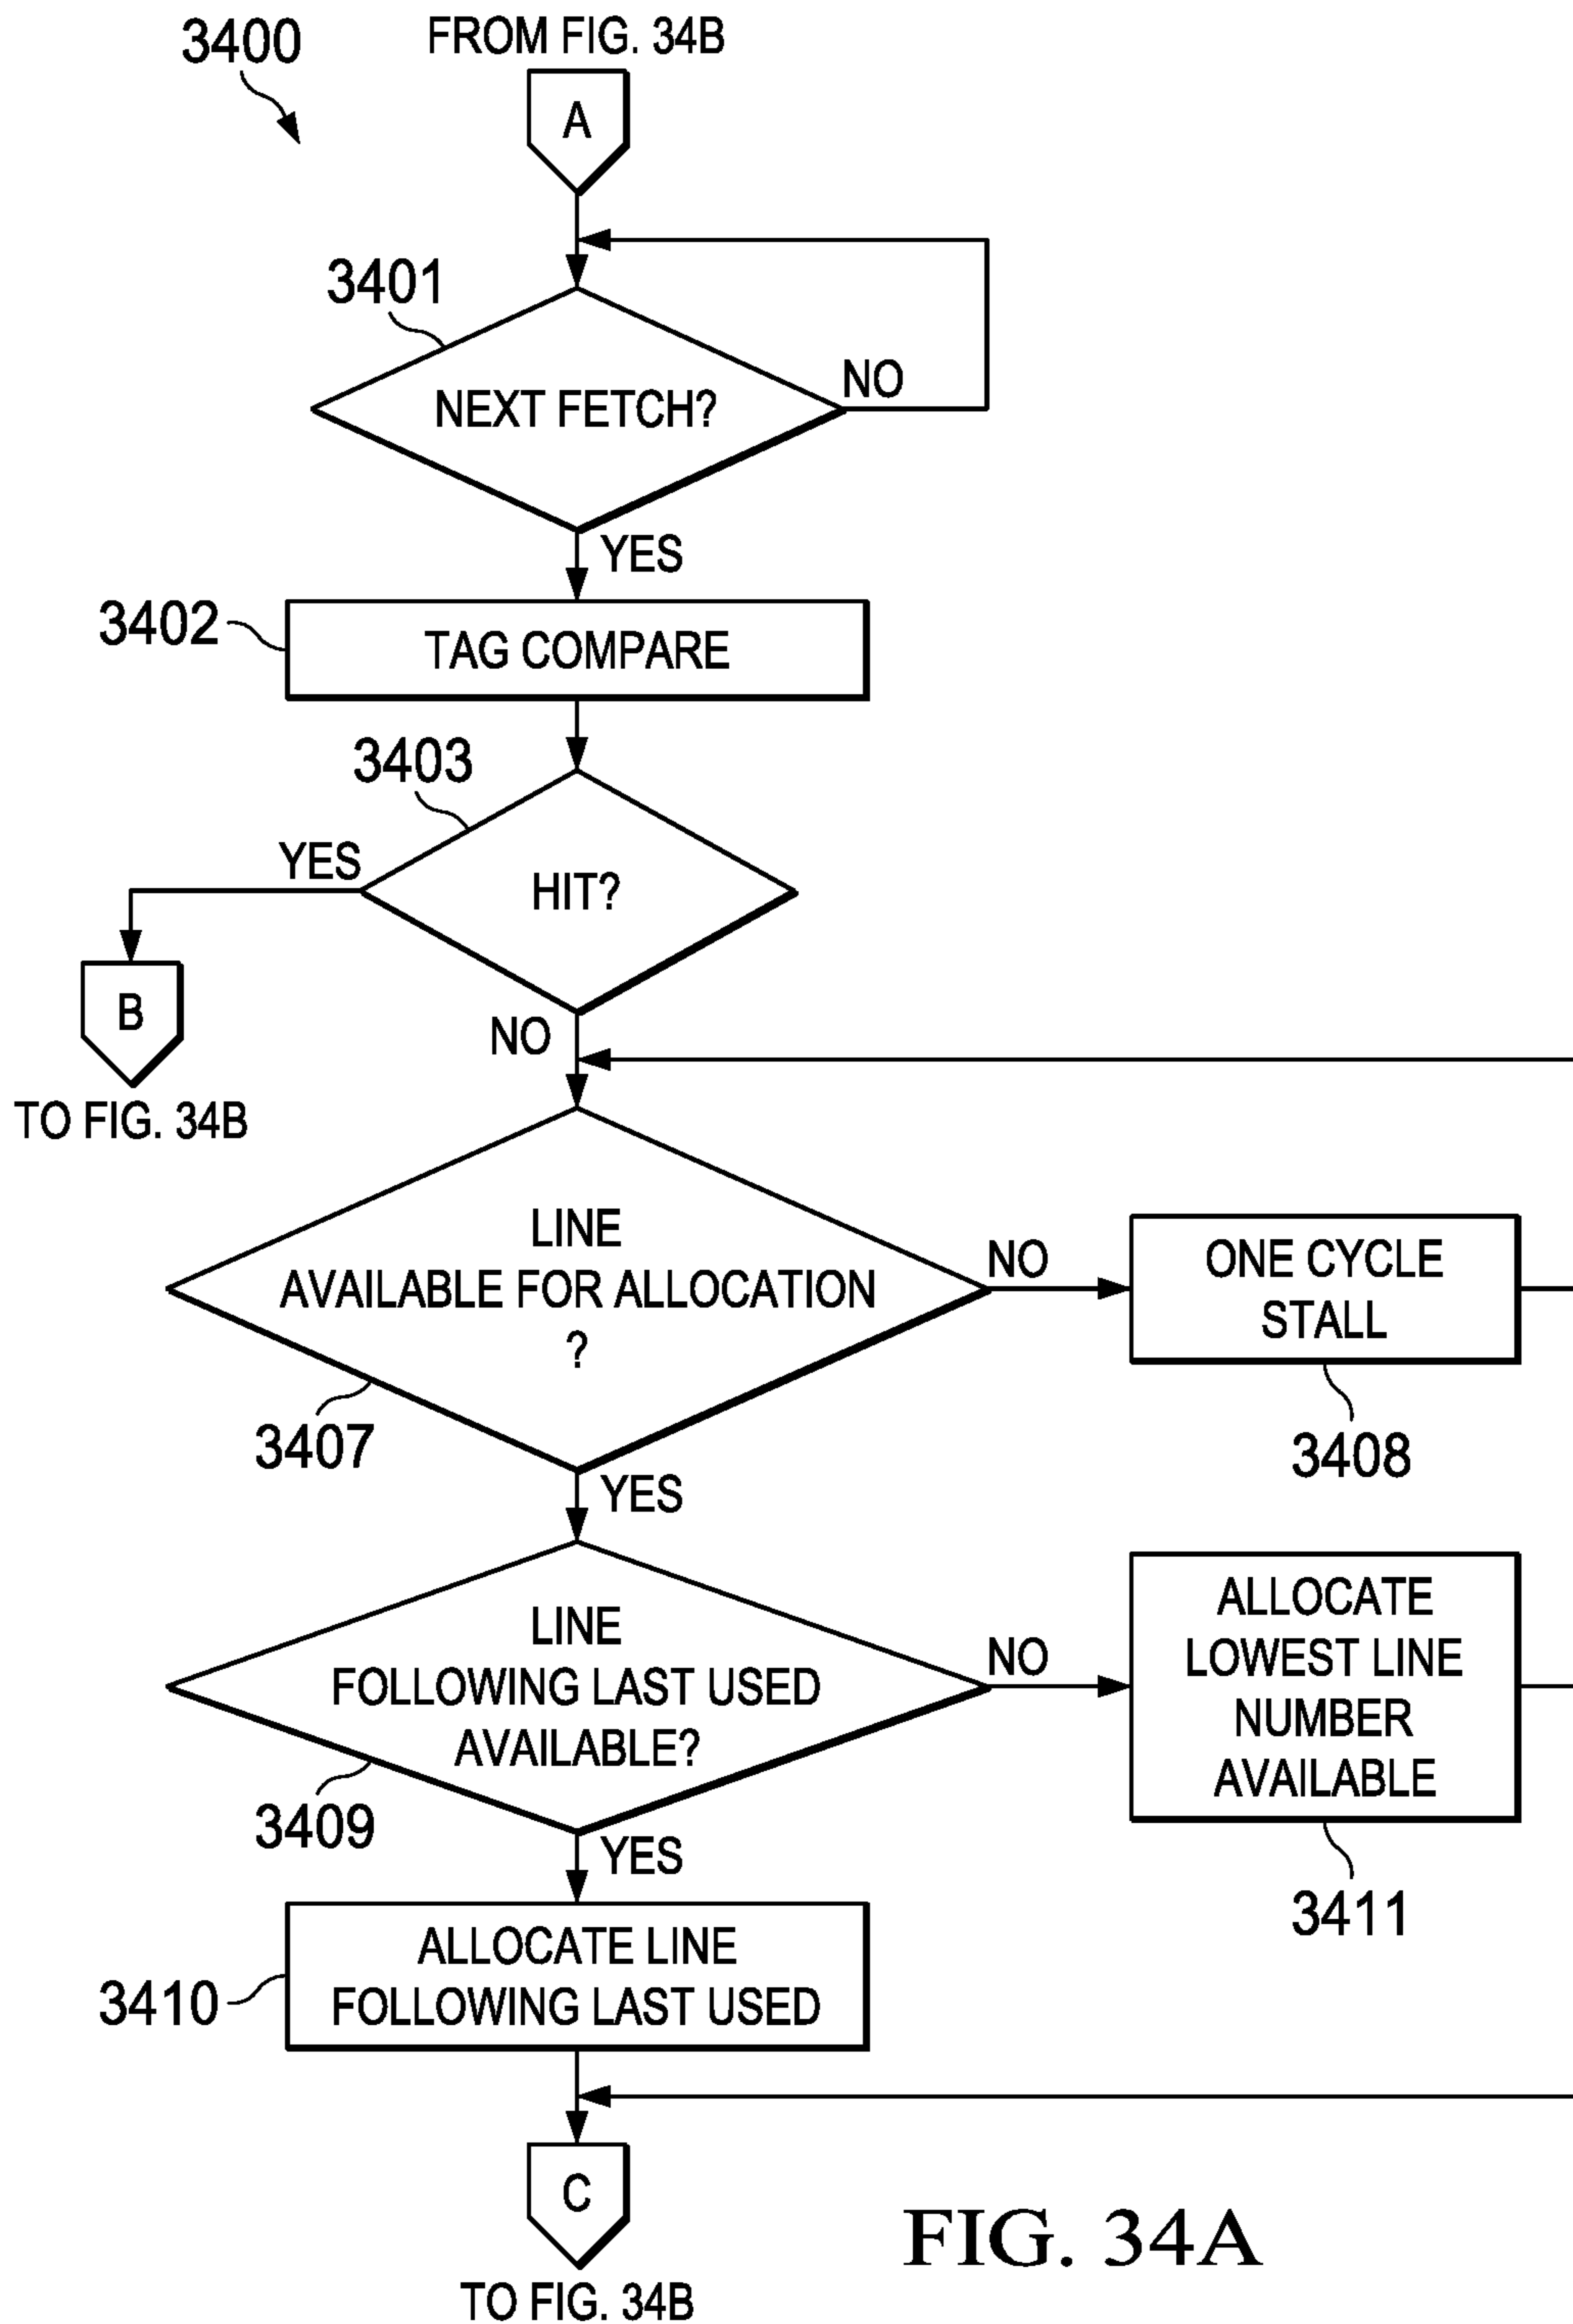 3400
FROM FIG. 34B
A
3401
NEXT FETCH?
NO
YES
3402
TAG COMPARE
3403
YES
HIT?
B
NO
TO FIG. 34B
LINE
AVAILABLE FOR ALLOCATION
?
NO
ONE CYCLE
STALL
3407
3408
YES
LINE
FOLLOWING LAST USED
AVAILABLE?
NO
ALLOCATE
LOWEST LINE
NUMBER
AVAILABLE
3409
3411
YES
ALLOCATE LINE
FOLLOWING LAST USED
3410
C
TO FIG. 34B
FIG. 34A